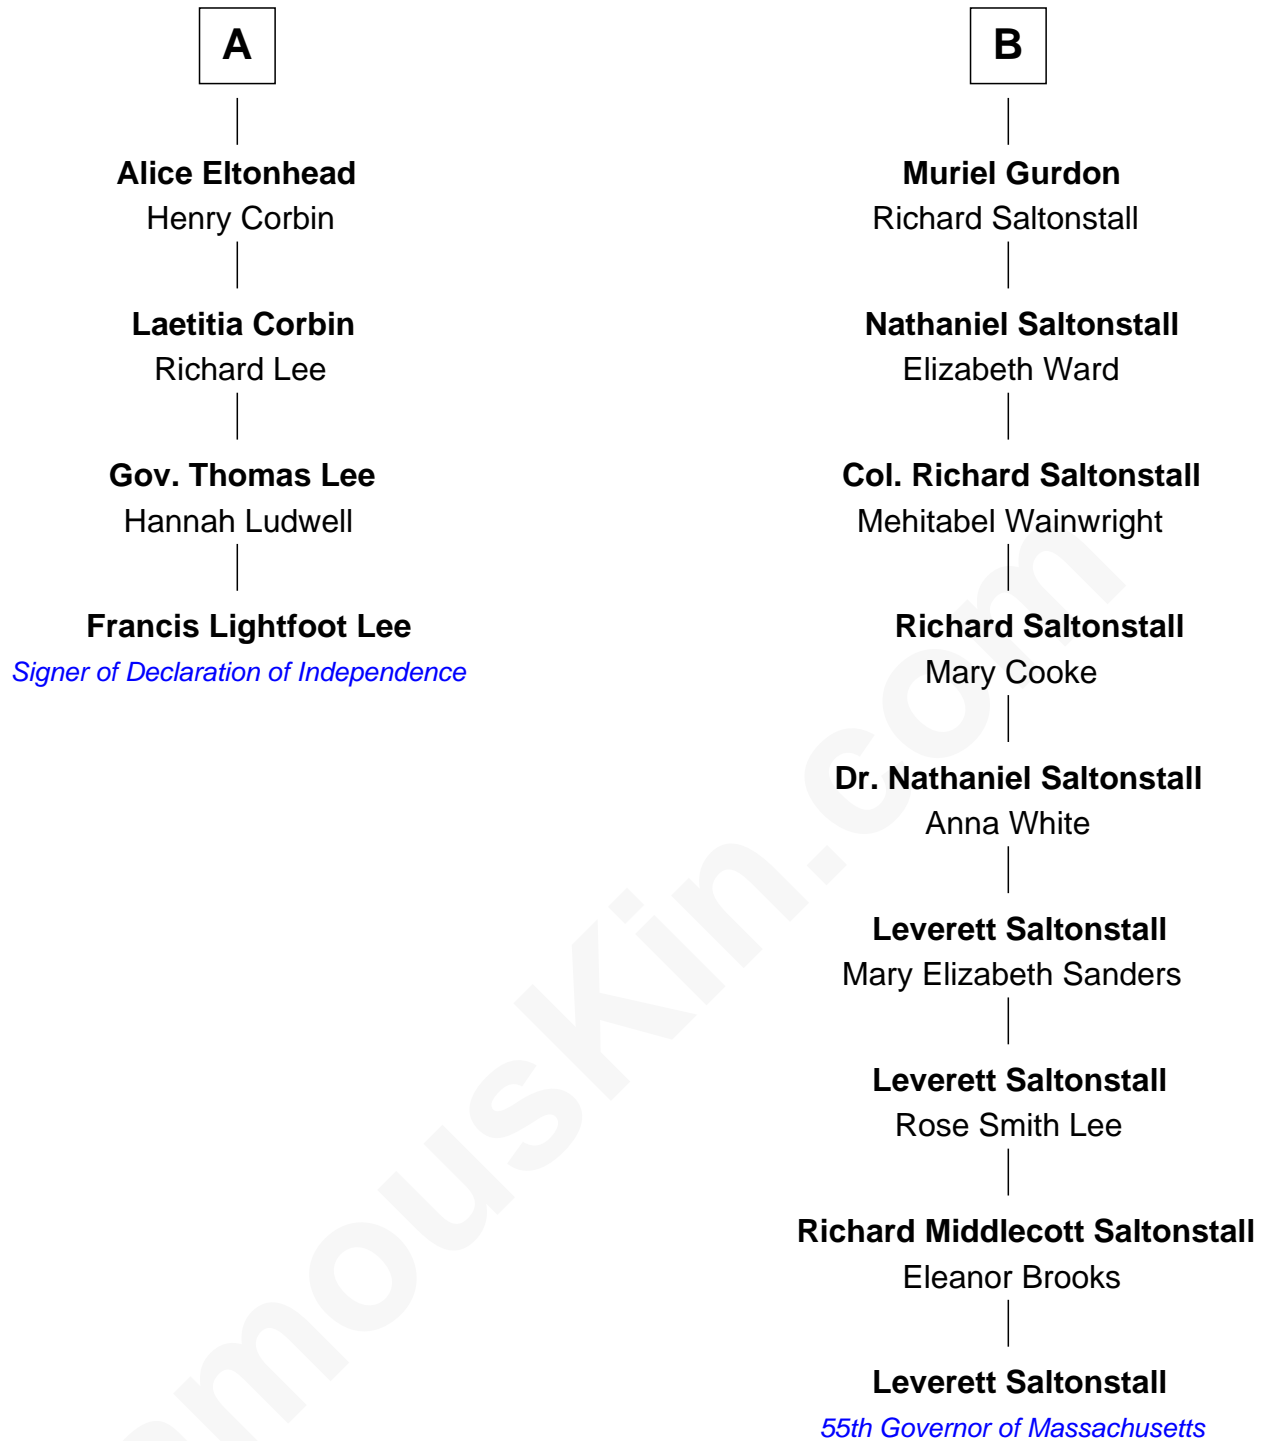 A
Alice Eltonhead
Henry Corbin
Laetitia Corbin
Richard Lee
Gov. Thomas Lee
Hannah Ludwell
Francis Lightfoot Lee
Signer of Declaration of Independence
B
Muriel Gurdon
Richard Saltonstall
Nathaniel Saltonstall
Elizabeth Ward
Col. Richard Saltonstall
Mehitabel Wainwright
Richard Saltonstall
Mary Cooke
Dr. Nathaniel Saltonstall
Anna White
Leverett Saltonstall
Mary Elizabeth Sanders
Leverett Saltonstall
Rose Smith Lee
Richard Middlecott Saltonstall
Eleanor Brooks
Leverett Saltonstall
55th Governor of Massachusetts
amouskin.com